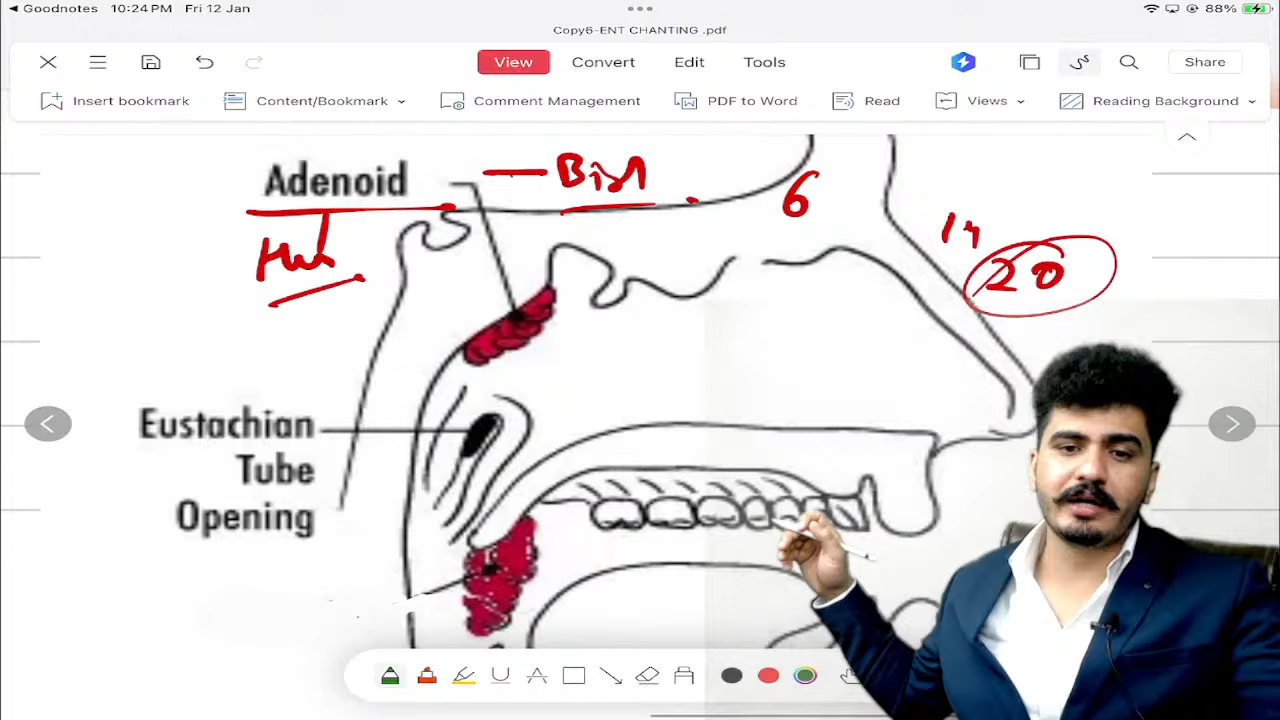 Goodnotes 10:24 PM Fri 12 Jan 88%
Copy6-ENT CHANTING .pdf
View Convert Edit Tools Share
Insert bookmark Content/Bookmark Comment Management PDF to Word Read Views Reading Background
Adenoid
6
14
20
Eustachian
Tube
Opening